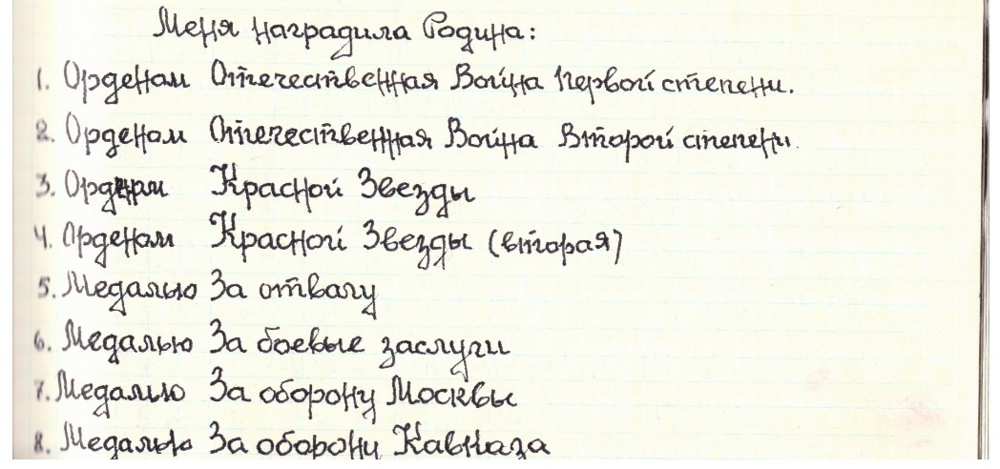 Меня наградила Родина:
1. Орденом Отечественная Война Первой степени.
2. Орденом Отечественная Война Второй степени.
3. Орденом Красной Звезды
4. Орденом Красной Звезды (вторая)
5. Медалью За отвагу
6. Медалью За боевые заслуги
7. Медалью За оборону Москвы
8. Медалью За оборону Кавказа